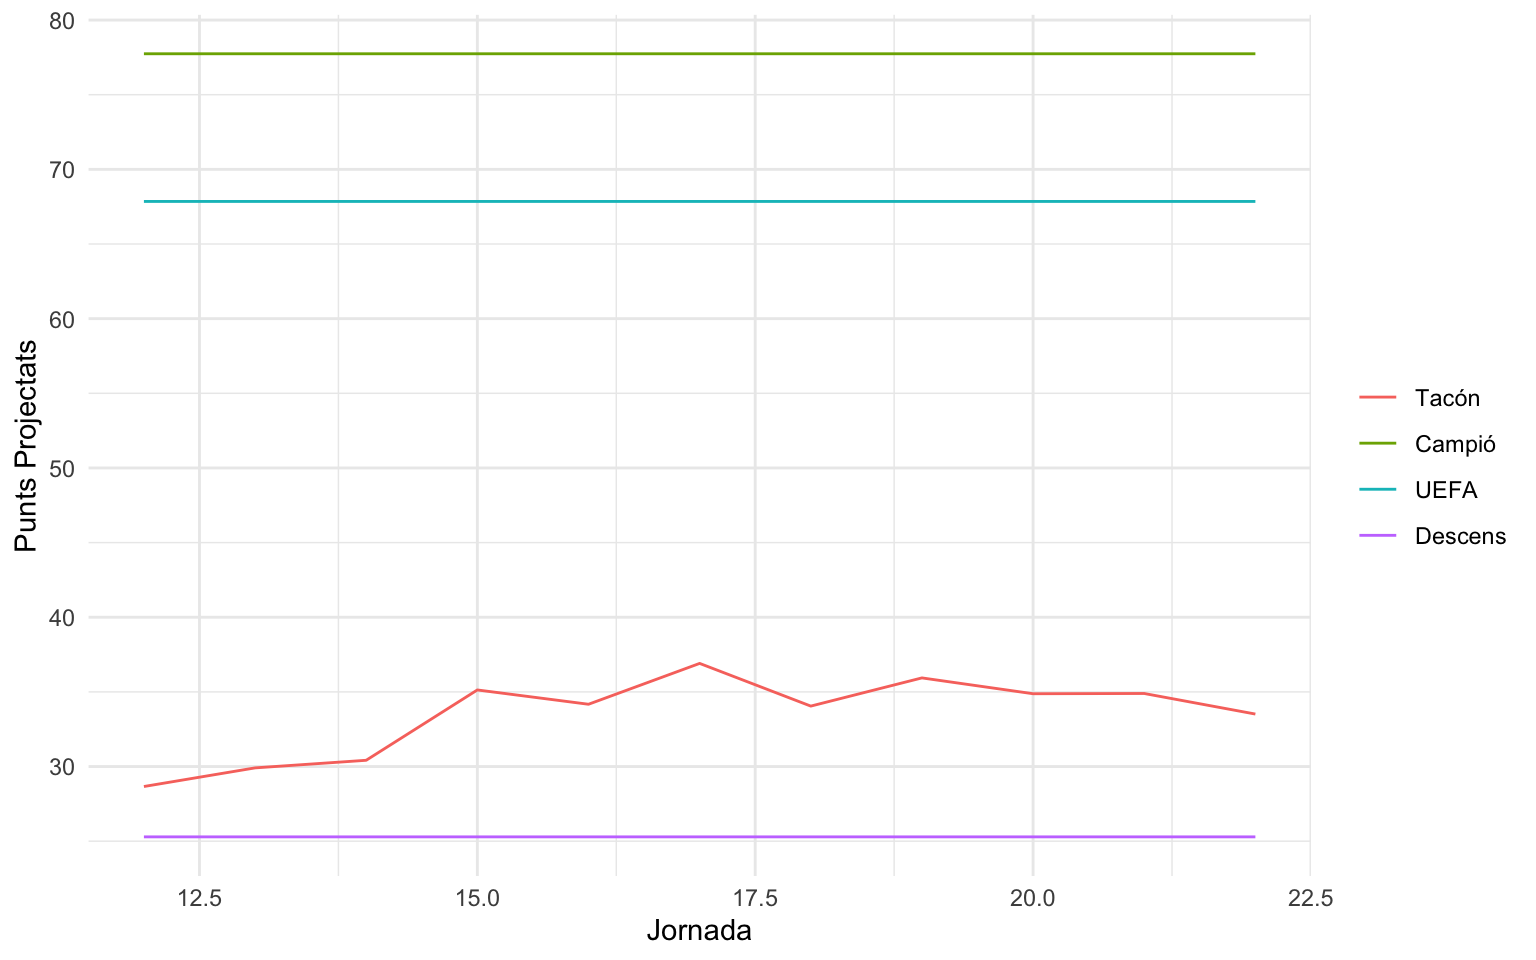 80
70
60
50
40
30
Punts Projectats
12.5 15.0 17.5 20.0 22.5
Jornada
Tacón
Campió
UEFA
Descens